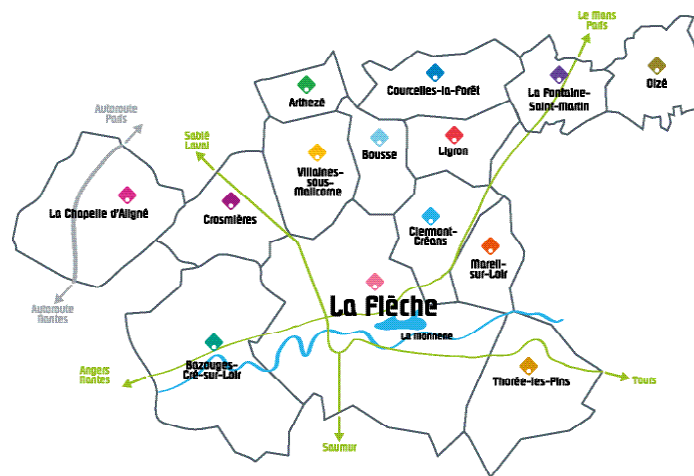 Le Mans
Paris
Oizé
Courcelles-la-Forêt
La Fontaine-
Saint-Martin
Arthezé
Autoroute
Paris
Sablé
Laval
Bousse
Ligron
Villaines-
sous-
Malicorne
La Chapelle d'Aligné
Crosmières
Clermont-
Créans
Mareil-
sur-Loir
La Flèche
La Monnerie
Autoroute
Nantes
Bazouges-
Cré-sur-Loir
Angers
Nantes
Thorée-les-Pins
Tours
Saumur